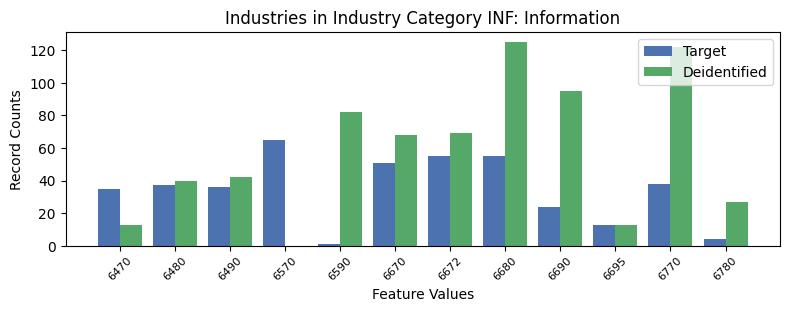 Industries in Industry Category INF: Information
Record Counts
120
100
80
60
40
20
0
Target
Deidentified
6470 6480 6490 6570 6590 6670 6672 6680 6690 6695 6770 6780
Feature Values